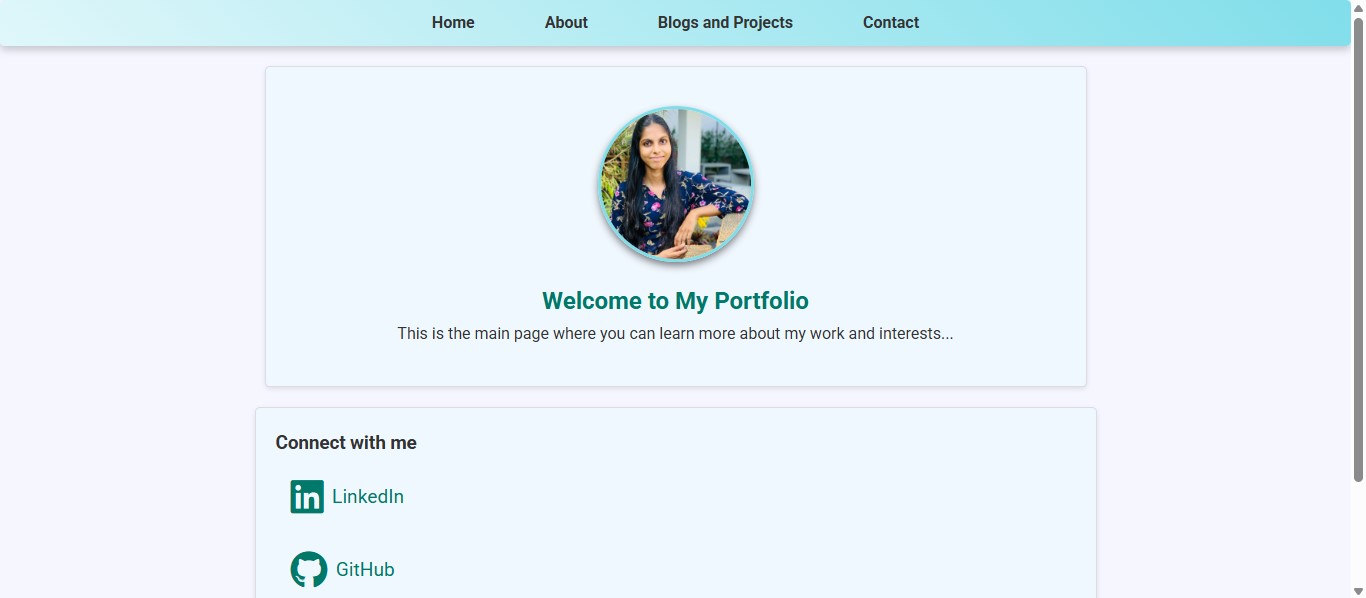 Home About Blogs and Projects Contact
Welcome to My Portfolio
This is the main page where you can learn more about my work and interests...
Connect with me
in LinkedIn
GitHub